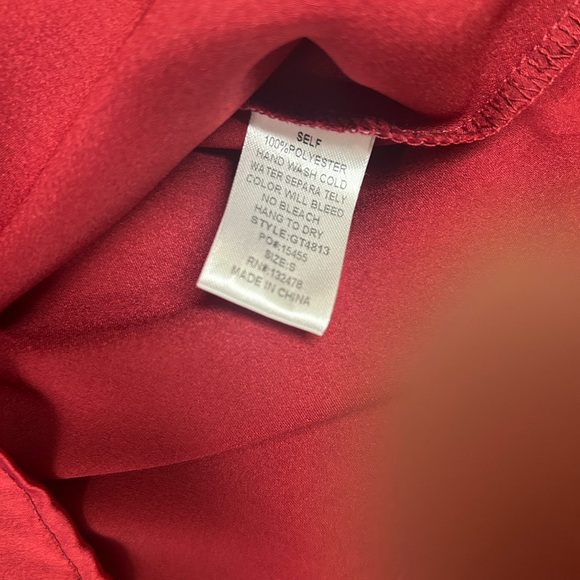 SELF
100%POLYESTER
HAND WASH COLD
WATER SEPARA TELY
COLOR WILL BLEED
NO BLEACH
HANG TO DRY
STYLE:GT4813
PO#:15455
SIZE:S
RN#:132478
MADE IN CHINA